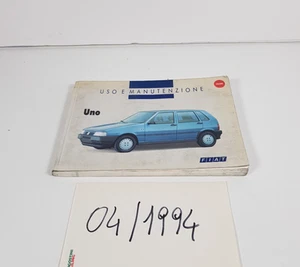 USO E MANUTENZIONE
Uno
FIAT
04/1994